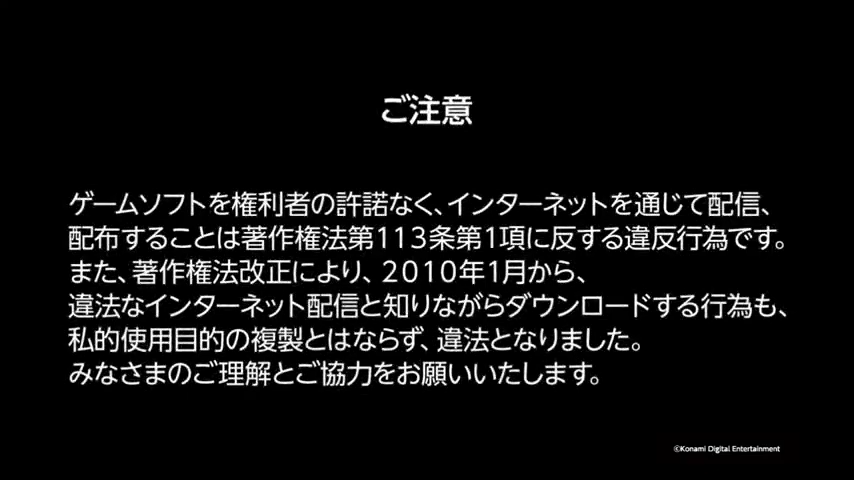 ご注意
ゲームソフトを権利者の許諾なく、インターネットを通じて配信、
配布することは著作権法第113条第1項に反する違反行為です。
また、著作権法改正により、2010年1月から、
違法なインターネット配信と知りながらダウンロードする行為も、
私的使用目的の複製とはならず、違法となりました。
みなさまのご理解とご協力をお願いいたします。
©Konami Digital Entertainment